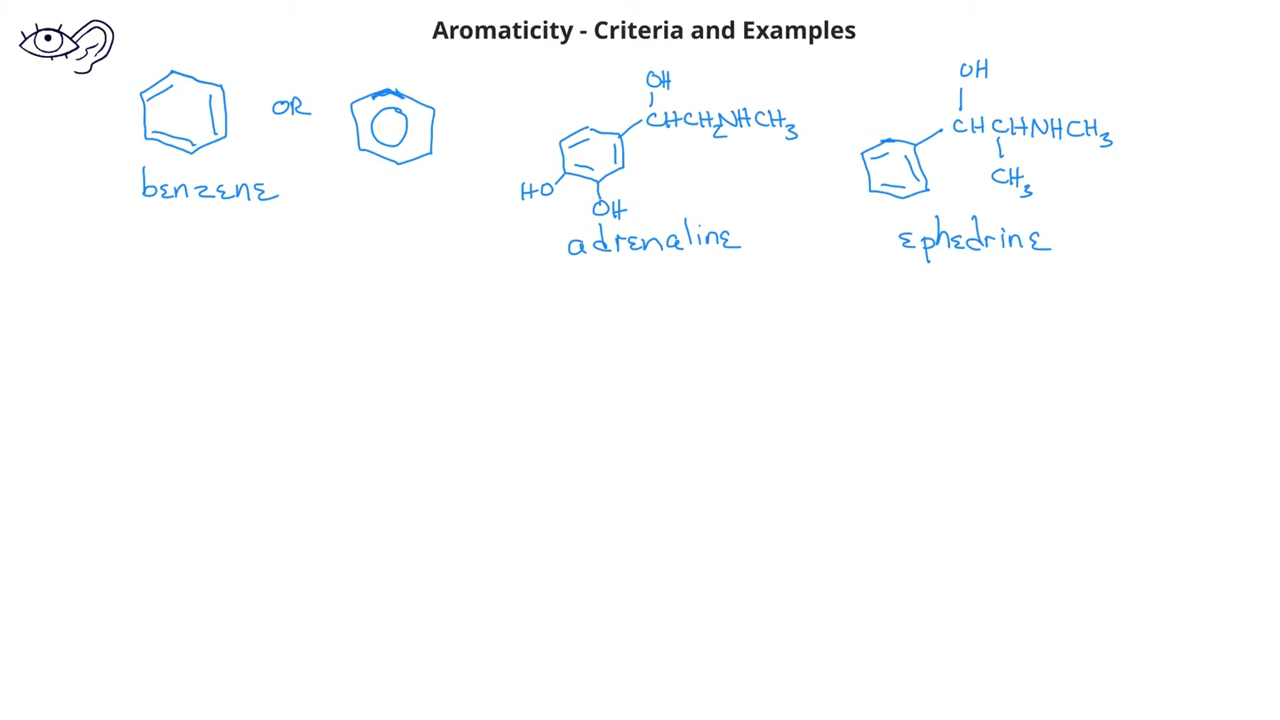 Aromaticity - Criteria and Examples
OR
benzene
OH
CHCH2NHCH3
HO
OH
adrenaline
OH
CHCHNHCH3
CH3
ephedrine